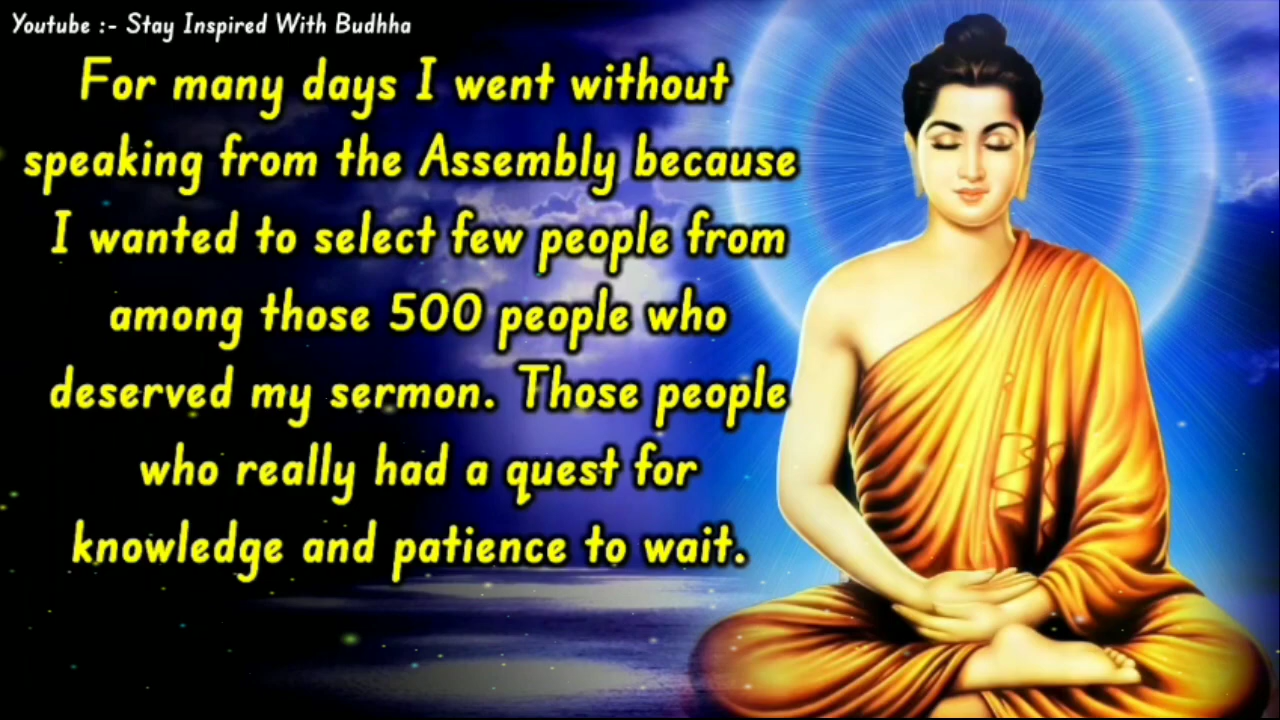 Youtube :- Stay Inspired With Budhha
For many days I went without
speaking from the Assembly because
I wanted to select few people from
among those 500 people who
deserved my sermon. Those people
who really had a quest for
knowledge and patience to wait.